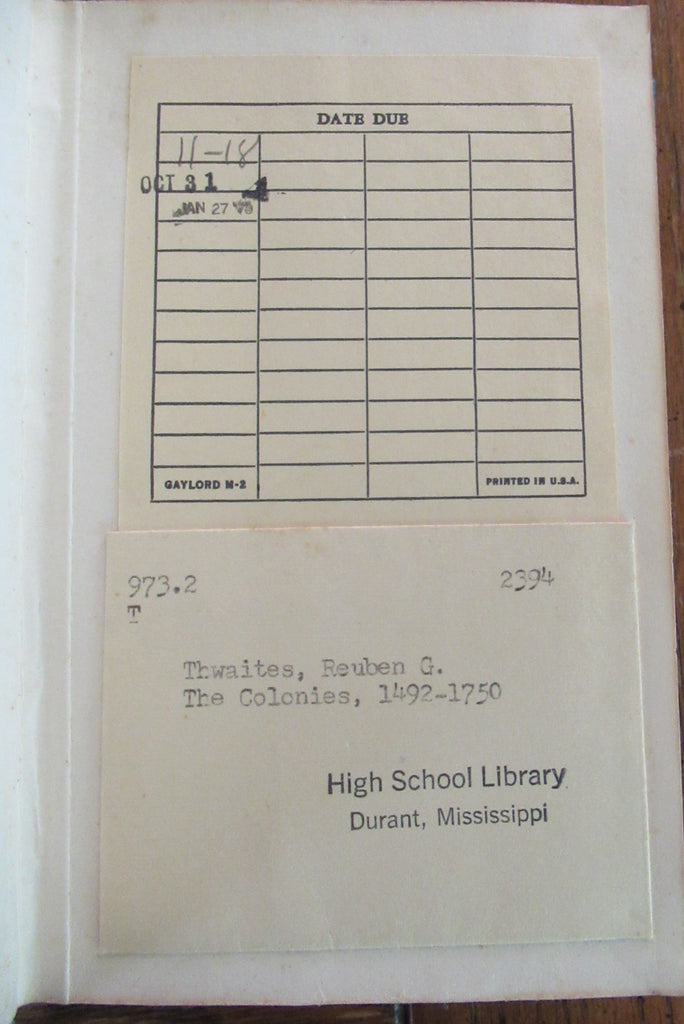 DATE DUE
11-18
OCT 31
JAN 27
GAYLORD M-2
PRINTED IN U.S.A.
973.2
2394
T
Thwaites, Reuben G.
The Colonies, 1492-1750
High School Library
Durant, Mississippi